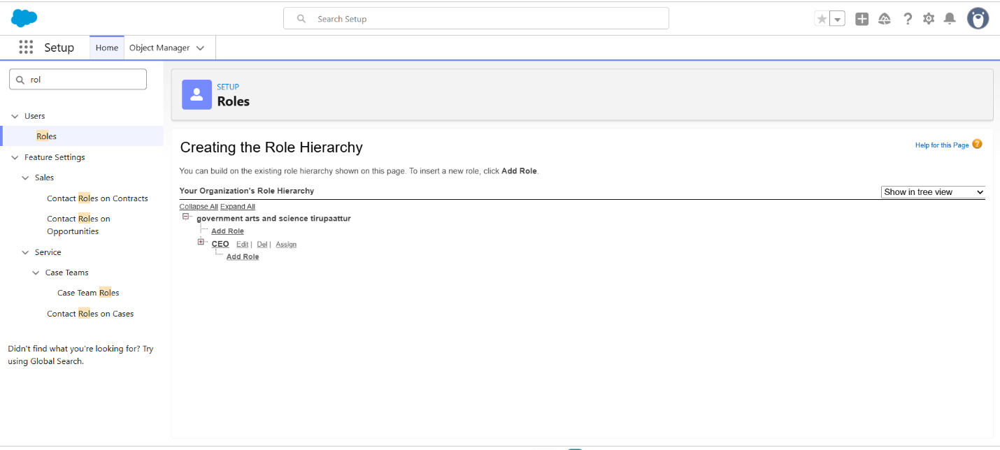 Search Setup
Setup
Home
Object Manager
rol
Users
Roles
Feature Settings
Sales
Contact Roles on Contracts
Contact Roles on
Opportunities
Service
Case Teams
Case Team Roles
Contact Roles on Cases
Didn't find what you're looking for? Try
using Global Search.
SETUP
Roles
Creating the Role Hierarchy
Help for this Page ?
You can build on the existing role hierarchy shown on this page. To insert a new role, click Add Role.
Your Organization's Role Hierarchy
Show in tree view
Collapse All Expand All
government arts and science tirupaattur
Add Role
CEO Edit | Del | Assign
Add Role